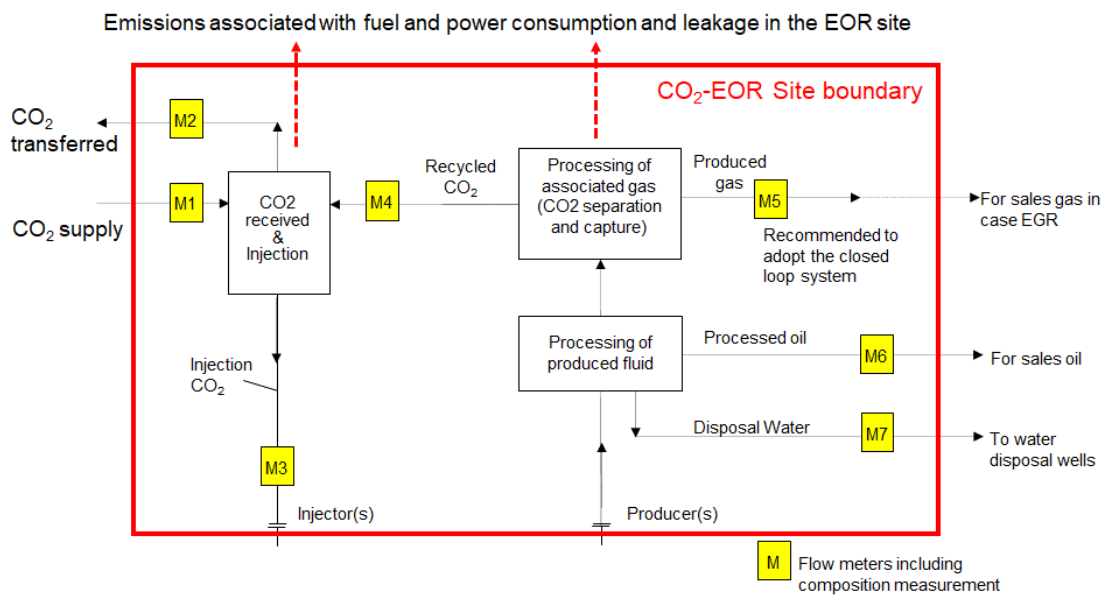 Emissions associated with fuel and power consumption and leakage in the EOR site
CO₂-EOR Site boundary
CO₂
transferred
M2
M1
CO₂ supply
CO2
received
&
Injection
Recycled
CO₂
M4
Processing of
associated gas
(CO2 separation
and capture)
Produced
gas
M5
Recommended to
adopt the closed
loop system
For sales gas in
case EGR
Processing of
produced fluid
Processed oil
M6
For sales oil
Disposal Water
M7
To water
disposal wells
Injection
CO₂
M3
Injector(s)
Producer(s)
M
Flow meters including
composition measurement